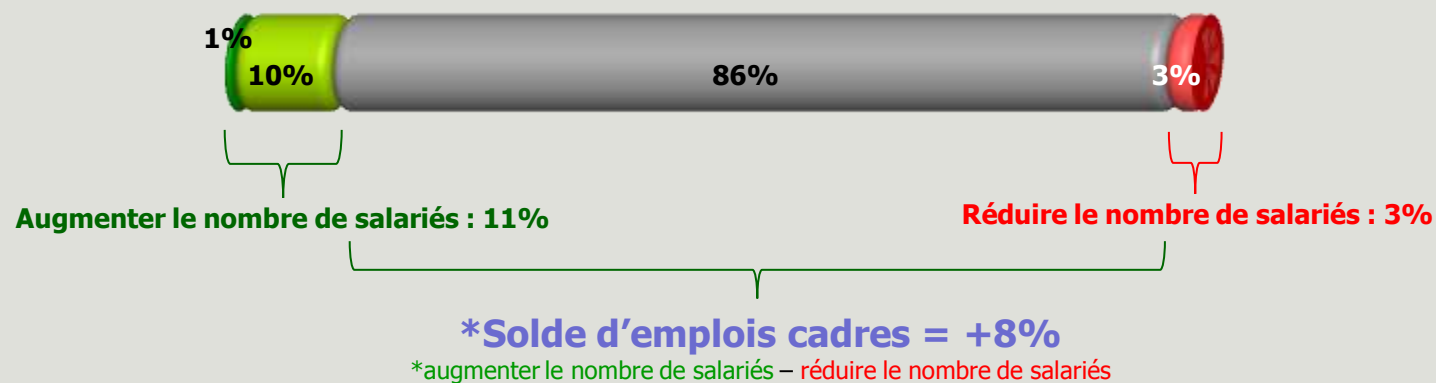 1%
10% 86% 3%
Augmenter le nombre de salariés : 11%
Réduire le nombre de salariés : 3%
*Solde d’emplois cadres = +8%
*augmenter le nombre de salariés – réduire le nombre de salariés